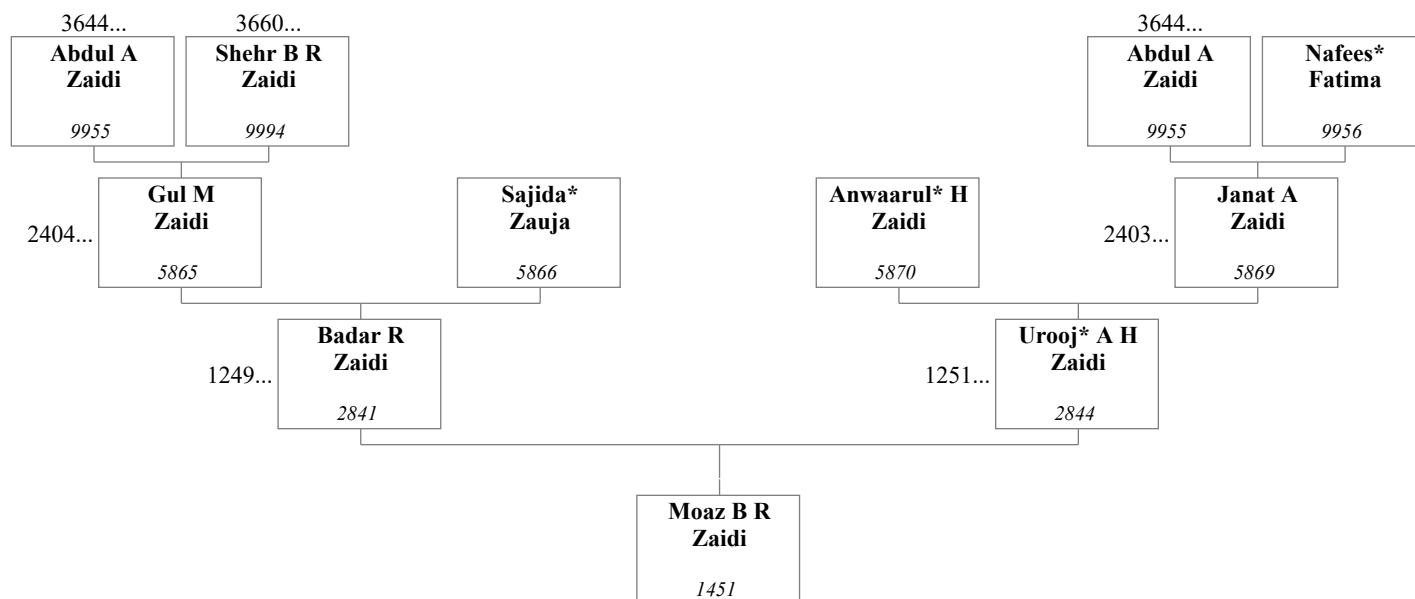 3644...
3660...
3644...
Abdul A
Zaidi
9955
Shehr B R
Zaidi
9994
Abdul A
Zaidi
9955
Nafees*
Fatima
9956
2404...
Gul M
Zaidi
5865
Sajida*
Zauja
5866
Anwaarul* H
Zaidi
5870
2403...
Janat A
Zaidi
5869
1249...
Badar R
Zaidi
2841
1251...
Urooj* A H
Zaidi
2844
Moaz B R
Zaidi
1451